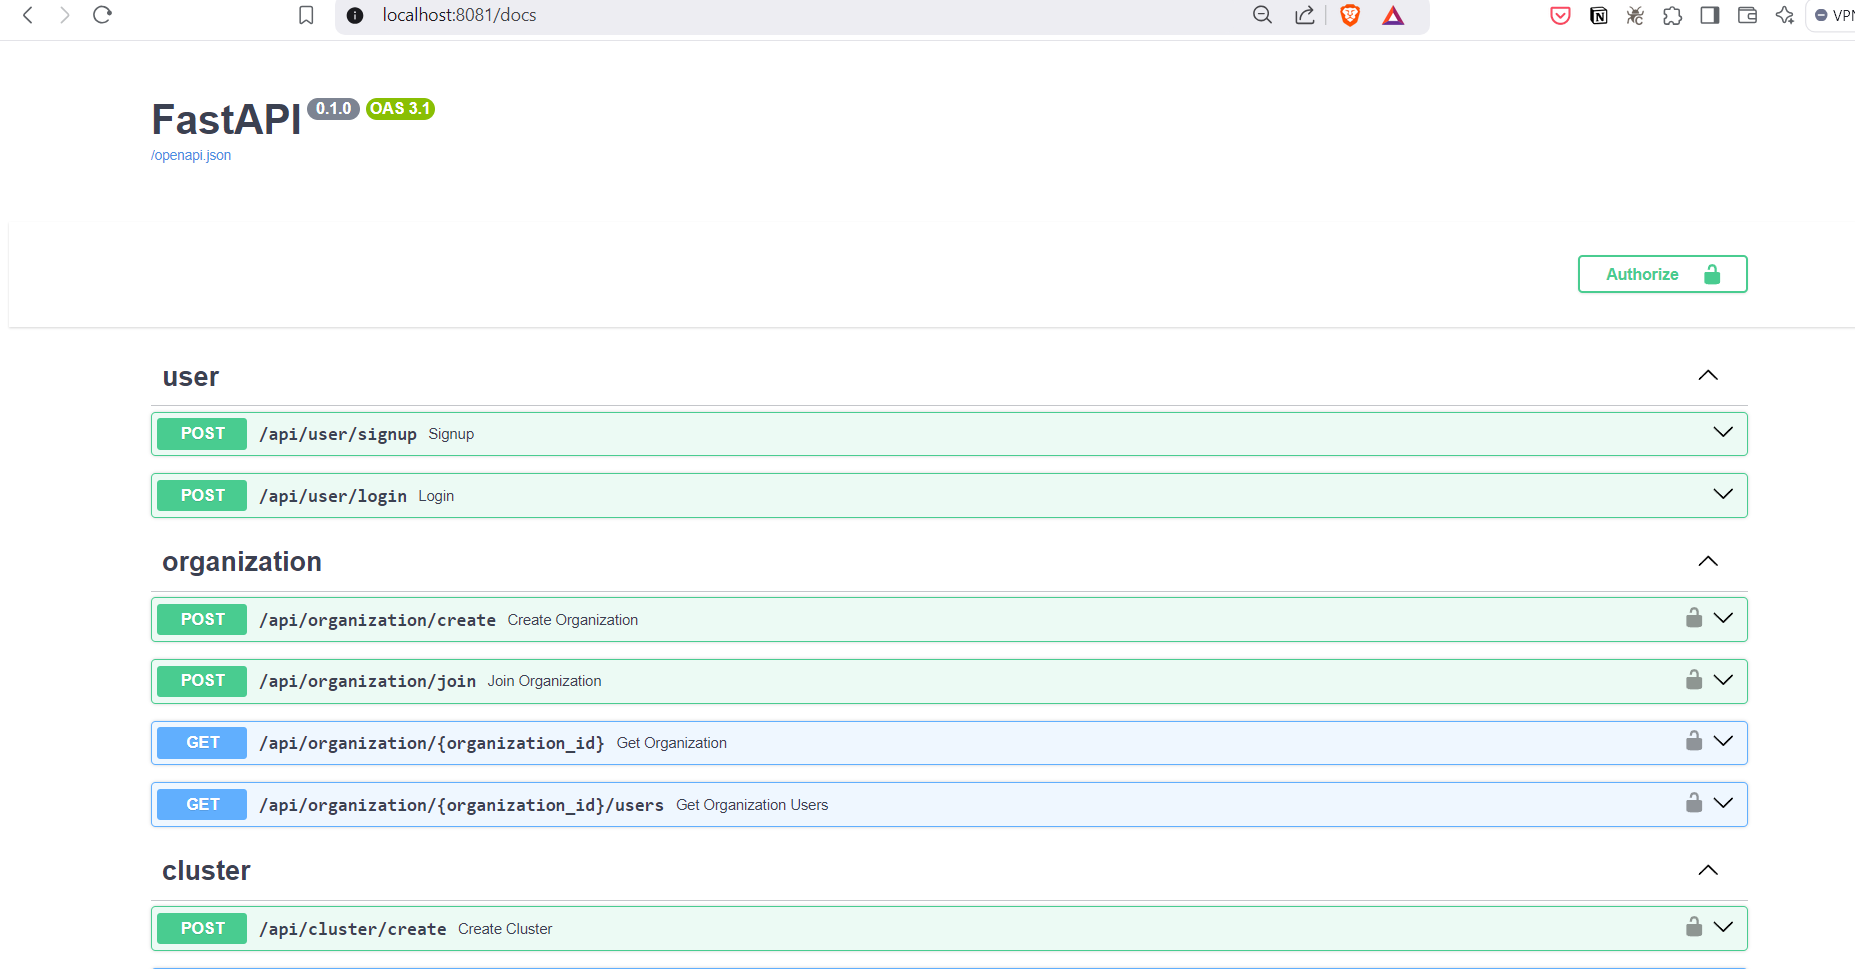 localhost:8081/docs
VPN
FastAPI 0.1.0 OAS 3.1
/openapi.json
Authorize
user
POST /api/user/signup Signup
POST /api/user/login Login
organization
POST /api/organization/create Create Organization
POST /api/organization/join Join Organization
GET /api/organization/{organization_id} Get Organization
GET /api/organization/{organization_id}/users Get Organization Users
cluster
POST /api/cluster/create Create Cluster